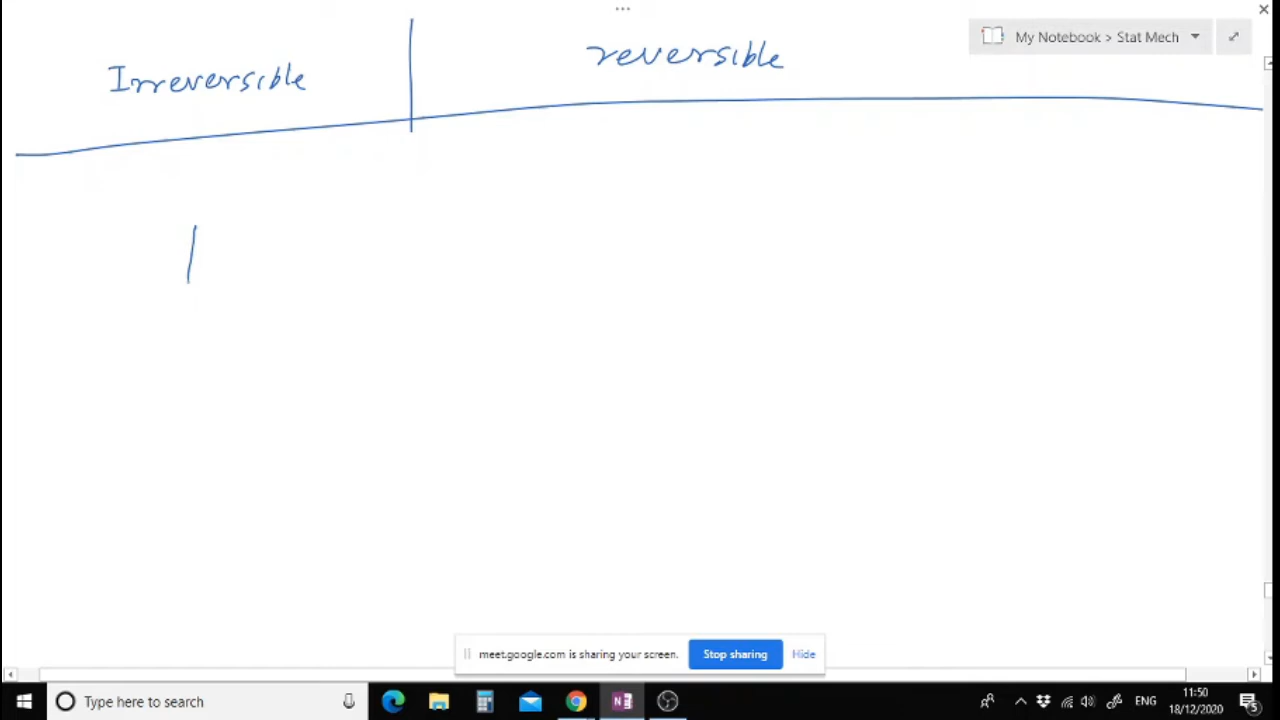 My Notebook > Stat Mech
Irreversible reversible
meet.google.com is sharing your screen. Stop sharing Hide
Type here to search
ENG
11:50
18/12/2020
5